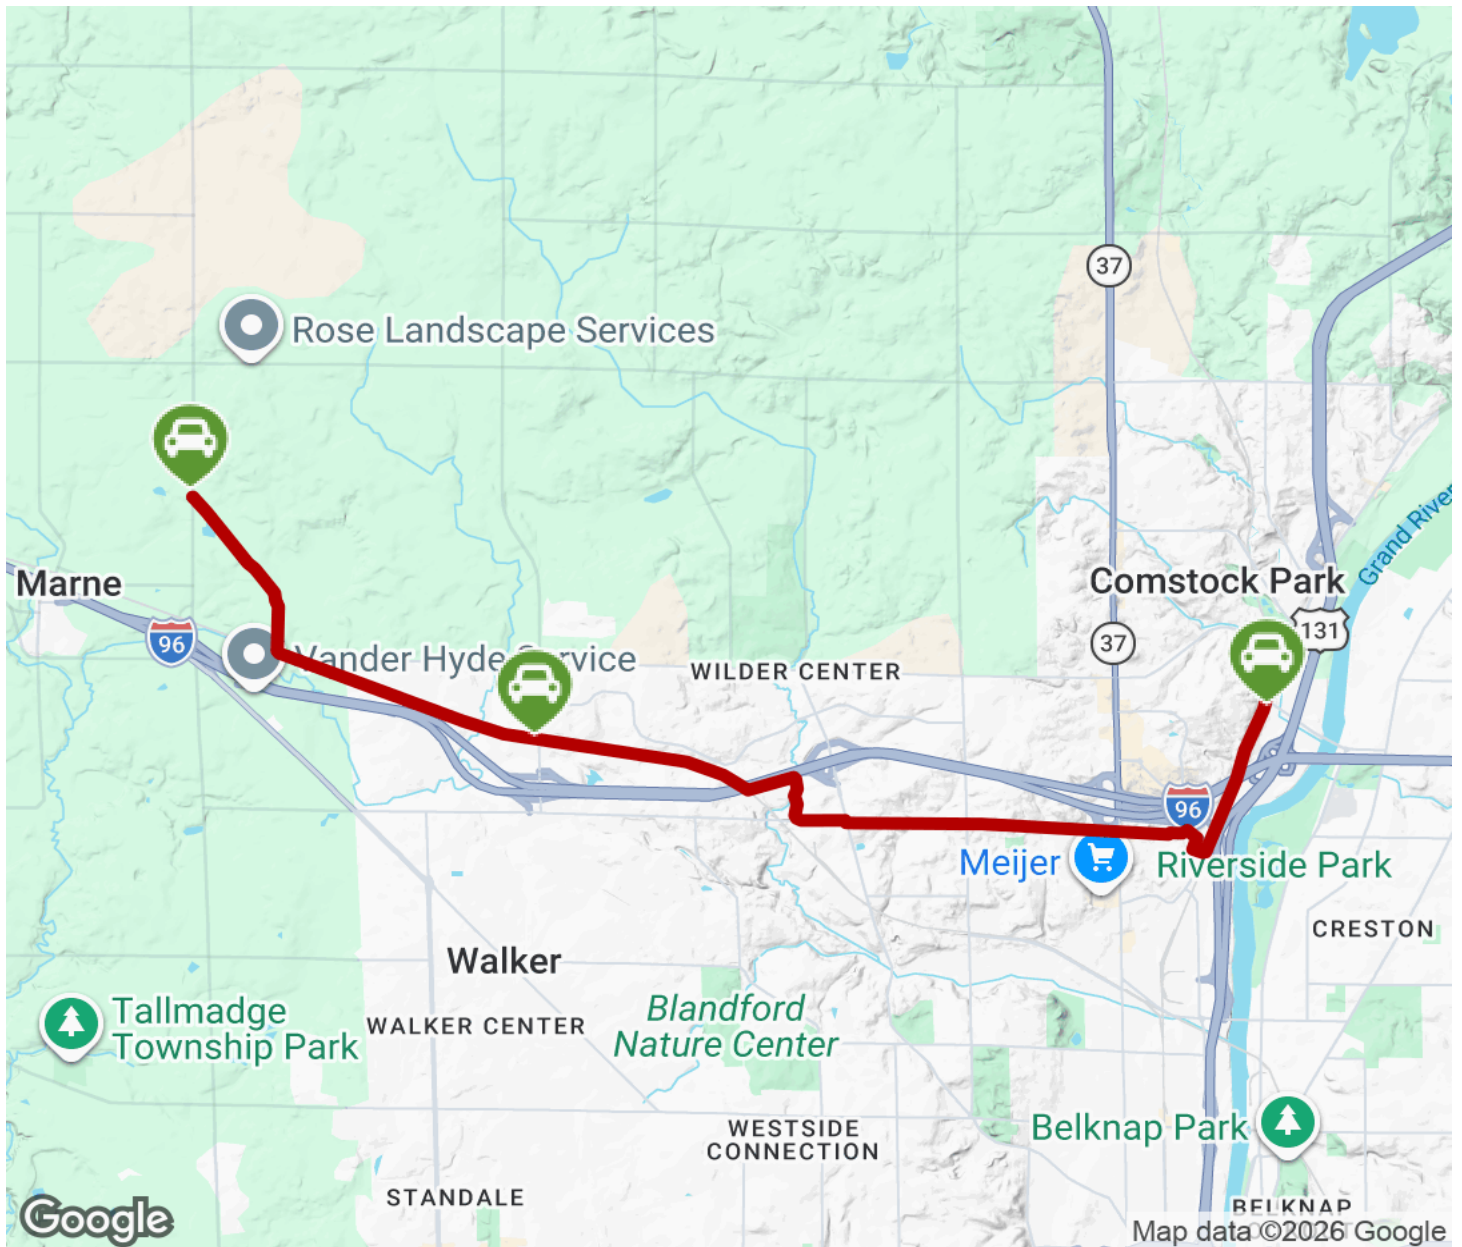 37
Rose Landscape Services
Grand River
Marne
Comstock Park
96
131
37
Vander Hyde Service
WILDER CENTER
96
Meijer
Riverside Park
CRESTON
Walker
Tallmadge
Township Park
WALKER CENTER
Blandford
Nature Center
WESTSIDE
CONNECTION
Belknap Park
STANDALE
BELKNAP
Google
Map data ©2026 Google